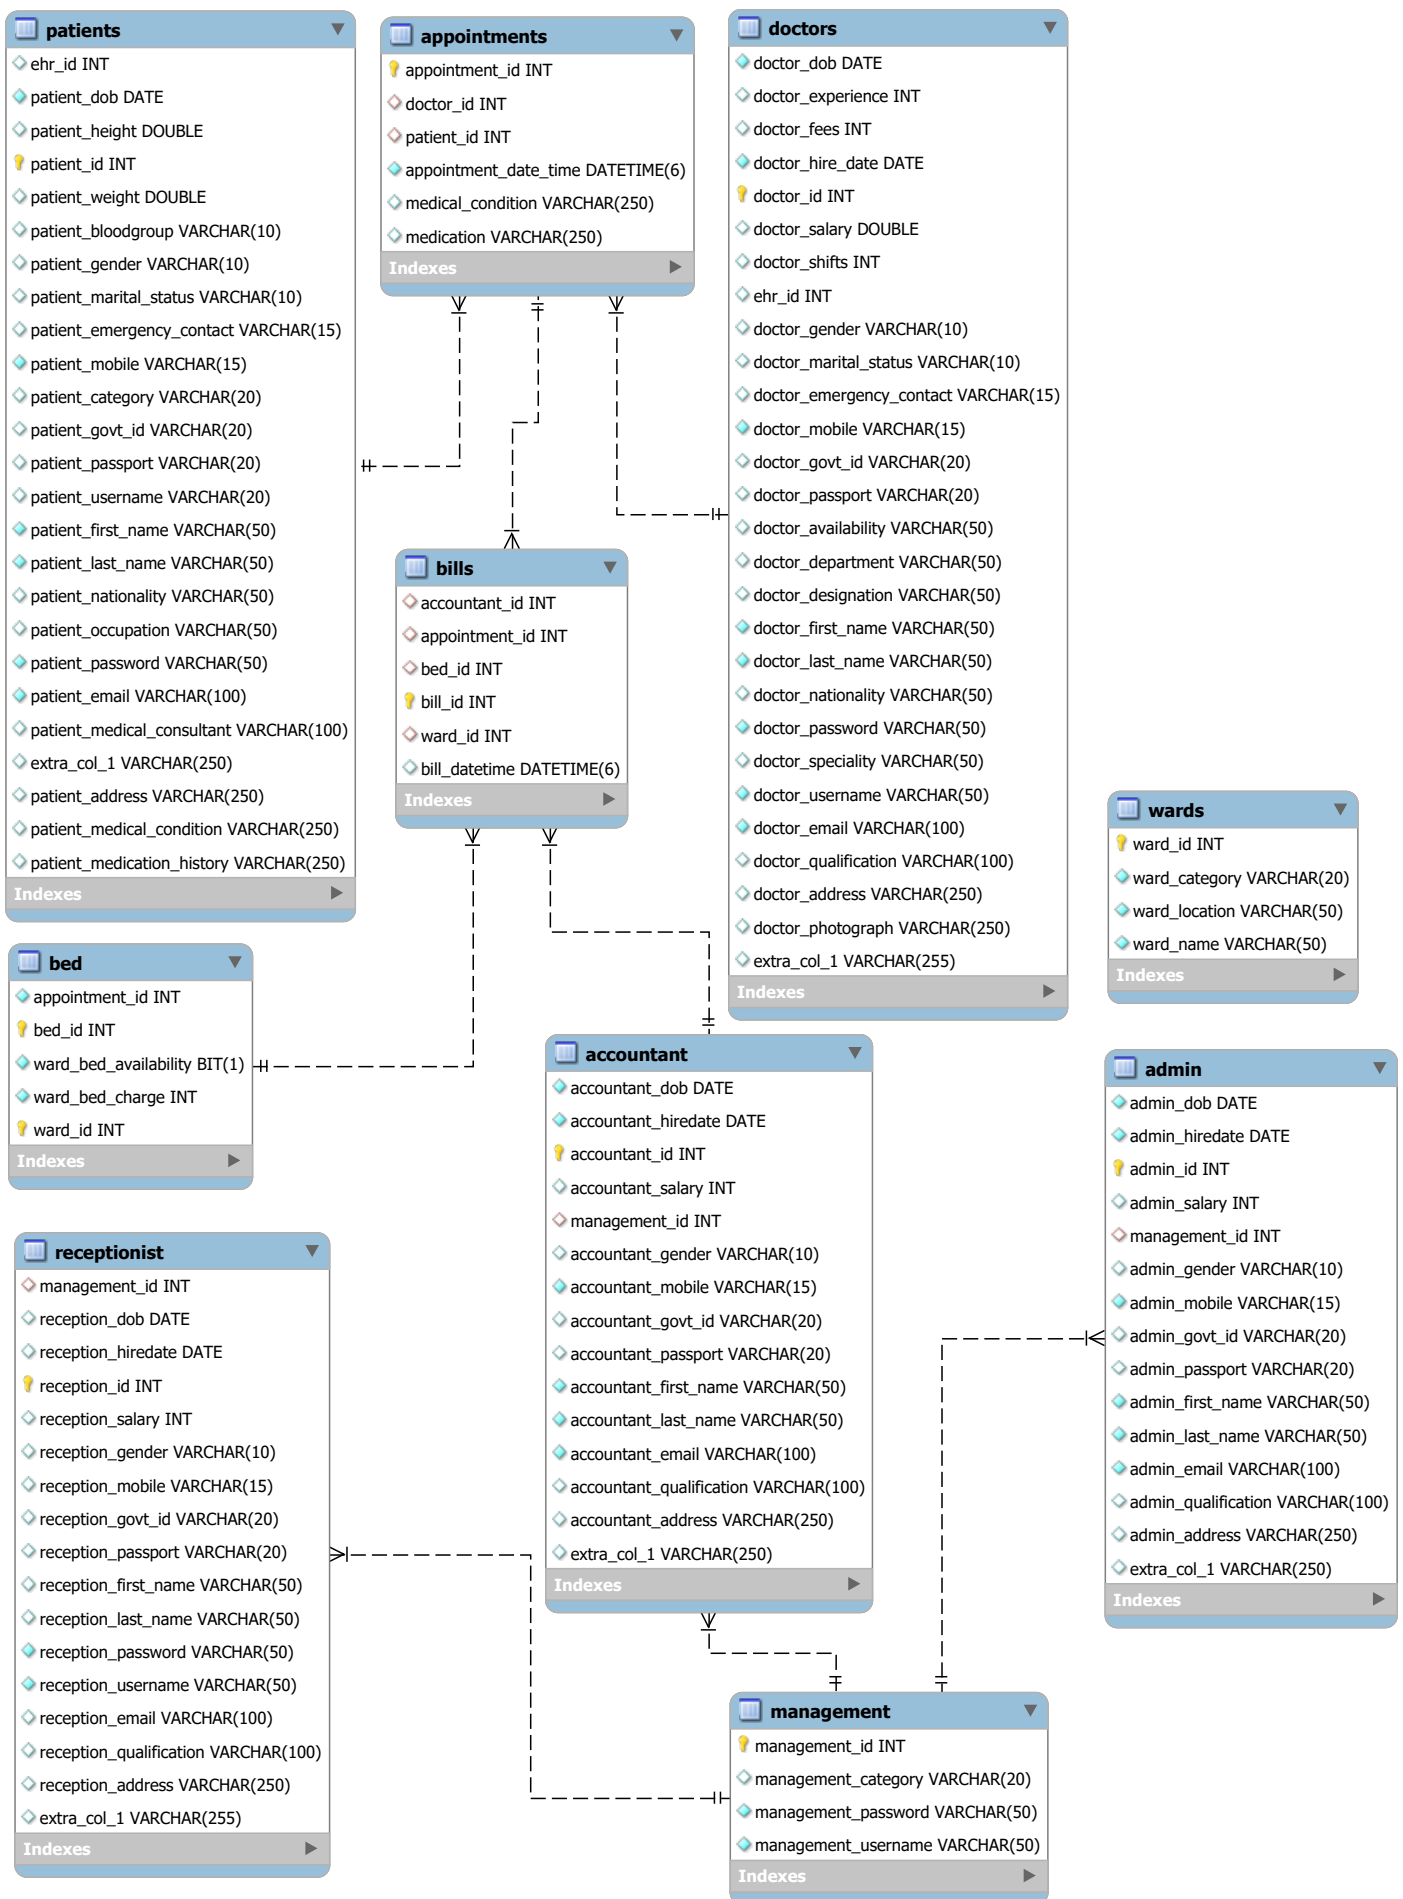 patients
ehr_id INT
patient_dob DATE
patient_height DOUBLE
patient_id INT
patient_weight DOUBLE
patient_bloodgroup VARCHAR(10)
patient_gender VARCHAR(10)
patient_marital_status VARCHAR(10)
patient_emergency_contact VARCHAR(15)
patient_mobile VARCHAR(15)
patient_category VARCHAR(20)
patient_govt_id VARCHAR(20)
patient_passport VARCHAR(20)
patient_username VARCHAR(20)
patient_first_name VARCHAR(50)
patient_last_name VARCHAR(50)
patient_nationality VARCHAR(50)
patient_occupation VARCHAR(50)
patient_password VARCHAR(50)
patient_email VARCHAR(100)
patient_medical_consultant VARCHAR(100)
extra_col_1 VARCHAR(250)
patient_address VARCHAR(250)
patient_medical_condition VARCHAR(250)
patient_medication_history VARCHAR(250)
Indexes
appointments
appointment_id INT
doctor_id INT
patient_id INT
appointment_date_time DATETIME(6)
medical_condition VARCHAR(250)
medication VARCHAR(250)
Indexes
doctors
doctor_dob DATE
doctor_experience INT
doctor_fees INT
doctor_hire_date DATE
doctor_id INT
doctor_salary DOUBLE
doctor_shifts INT
ehr_id INT
doctor_gender VARCHAR(10)
doctor_marital_status VARCHAR(10)
doctor_emergency_contact VARCHAR(15)
doctor_mobile VARCHAR(15)
doctor_govt_id VARCHAR(20)
doctor_passport VARCHAR(20)
doctor_availability VARCHAR(50)
doctor_department VARCHAR(50)
doctor_designation VARCHAR(50)
doctor_first_name VARCHAR(50)
doctor_last_name VARCHAR(50)
doctor_nationality VARCHAR(50)
doctor_password VARCHAR(50)
doctor_speciality VARCHAR(50)
doctor_username VARCHAR(50)
doctor_email VARCHAR(100)
doctor_qualification VARCHAR(100)
doctor_address VARCHAR(250)
doctor_photograph VARCHAR(250)
extra_col_1 VARCHAR(255)
Indexes
bills
accountant_id INT
appointment_id INT
bed_id INT
bill_id INT
ward_id INT
bill_datetime DATETIME(6)
Indexes
wards
ward_id INT
ward_category VARCHAR(20)
ward_location VARCHAR(50)
ward_name VARCHAR(50)
Indexes
bed
appointment_id INT
bed_id INT
ward_bed_availability BIT(1)
ward_bed_charge INT
ward_id INT
Indexes
accountant
accountant_dob DATE
accountant_hiredate DATE
accountant_id INT
accountant_salary INT
management_id INT
accountant_gender VARCHAR(10)
accountant_mobile VARCHAR(15)
accountant_govt_id VARCHAR(20)
accountant_passport VARCHAR(20)
accountant_first_name VARCHAR(50)
accountant_last_name VARCHAR(50)
accountant_email VARCHAR(100)
accountant_qualification VARCHAR(100)
accountant_address VARCHAR(250)
extra_col_1 VARCHAR(250)
Indexes
admin
admin_dob DATE
admin_hiredate DATE
admin_id INT
admin_salary INT
management_id INT
admin_gender VARCHAR(10)
admin_mobile VARCHAR(15)
admin_govt_id VARCHAR(20)
admin_passport VARCHAR(20)
admin_first_name VARCHAR(50)
admin_last_name VARCHAR(50)
admin_email VARCHAR(100)
admin_qualification VARCHAR(100)
admin_address VARCHAR(250)
extra_col_1 VARCHAR(250)
Indexes
receptionist
management_id INT
reception_dob DATE
reception_hiredate DATE
reception_id INT
reception_salary INT
reception_gender VARCHAR(10)
reception_mobile VARCHAR(15)
reception_govt_id VARCHAR(20)
reception_passport VARCHAR(20)
reception_first_name VARCHAR(50)
reception_last_name VARCHAR(50)
reception_password VARCHAR(50)
reception_username VARCHAR(50)
reception_email VARCHAR(100)
reception_qualification VARCHAR(100)
reception_address VARCHAR(250)
extra_col_1 VARCHAR(255)
Indexes
management
management_id INT
management_category VARCHAR(20)
management_password VARCHAR(50)
management_username VARCHAR(50)
Indexes